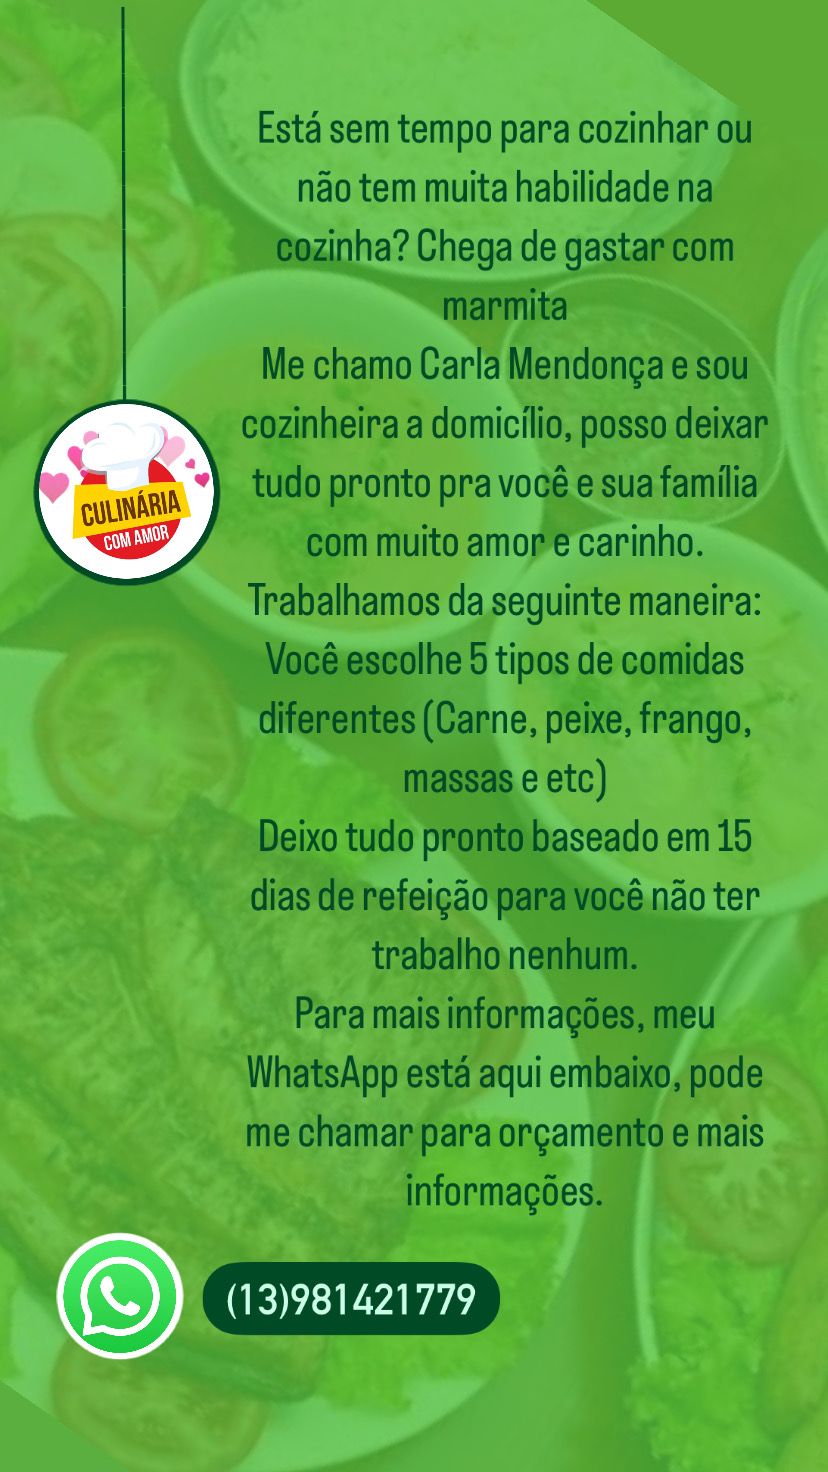 Está sem tempo para cozinhar ou
não tem muita habilidade na
cozinha? Chega de gastar com
marmita
Me chamo Carla Mendonça e sou
cozinheira a domicílio, posso deixar
tudo pronto pra você e sua família
com muito amor e carinho.
Trabalhamos da seguinte maneira:
Você escolhe 5 tipos de comidas
diferentes (Carne, peixe, frango,
massas e etc)
Deixo tudo pronto baseado em 15
dias de refeição para você não ter
trabalho nenhum.
Para mais informações, meu
WhatsApp está aqui embaixo, pode
me chamar para orçamento e mais
informações.
CULINÁRIA
COM AMOR
(13)981421779